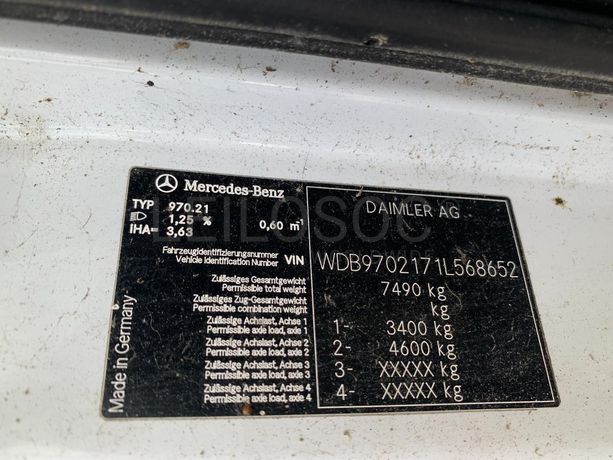 Mercedes-Benz
TYP 970.21
1,25 % 0,60 m⁻¹
IHA= 3,63
Fahrzeugidentifizierungsnummer
Vehicle Identification Number VIN
Zulässiges Gesamtgewicht
Permissible total weight
Zulässiges Zug-Gesamtgewicht
Permissible combination weight
Zulässige Achslast, Achse 1
Permissible axle load, axle 1
Zulässige Achslast, Achse 2
Permissible axle load, axle 2
Zulässige Achslast, Achse 3
Permissible axle load, axle 3
Zulässige Achslast, Achse 4
Permissible axle load, axle 4
Made in Germany
DAIMLER AG
WDB9702171L568652
7490 kg
kg
1- 3400 kg
2- 4600 kg
3- XXXXX kg
4- XXXXX kg